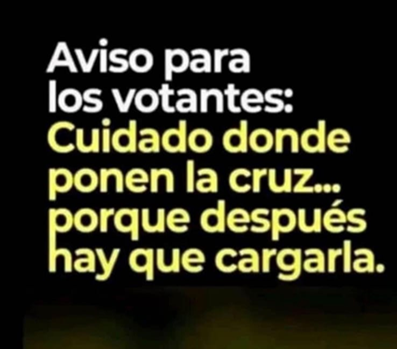 Aviso para
los votantes:
Cuidado donde
ponen la cruz...
porque después
hay que cargarla.